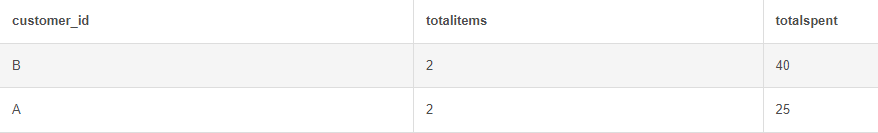 customer_id totalitems totalspent
B 2 40
A 2 25